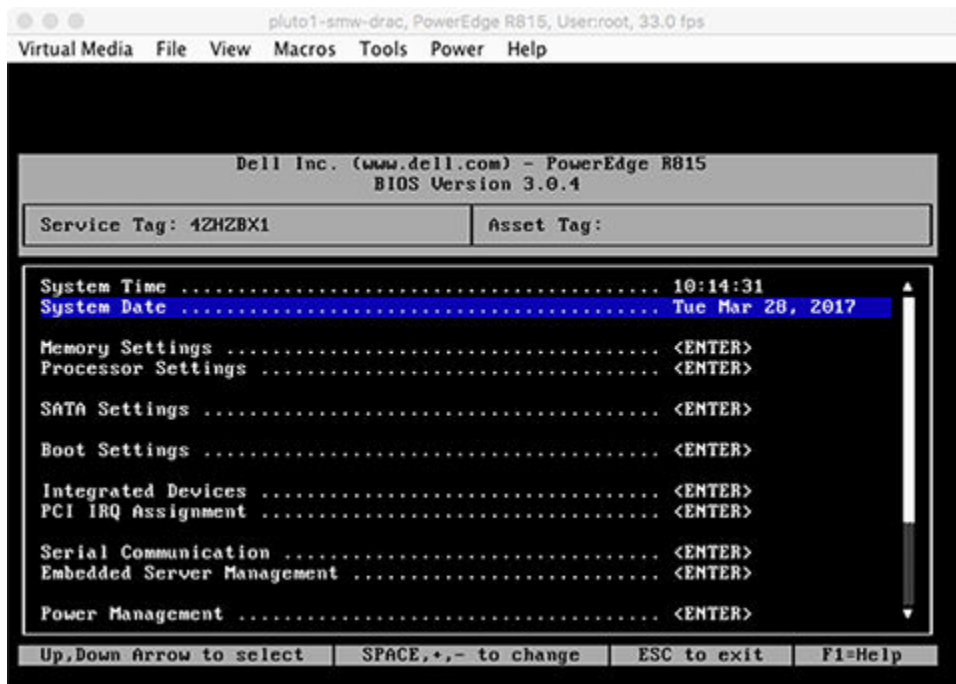 pluto1-smw-drac, PowerEdge R815, User:root, 33.0 fps
Virtual Media File View Macros Tools Power Help
Dell Inc. (www.dell.com) - PowerEdge R815
BIOS Version 3.0.4
Service Tag: 4ZHZBX1 Asset Tag:
System Time .......................................... 10:14:31
System Date .......................................... Tue Mar 28, 2017
Memory Settings ...................................... <ENTER>
Processor Settings ................................... <ENTER>
SATA Settings ........................................ <ENTER>
Boot Settings ........................................ <ENTER>
Integrated Devices ................................... <ENTER>
PCI IRQ Assignment ................................... <ENTER>
Serial Communication ................................. <ENTER>
Embedded Server Management ........................... <ENTER>
Power Management ..................................... <ENTER>
Up,Down Arrow to select SPACE,+,- to change ESC to exit F1=Help